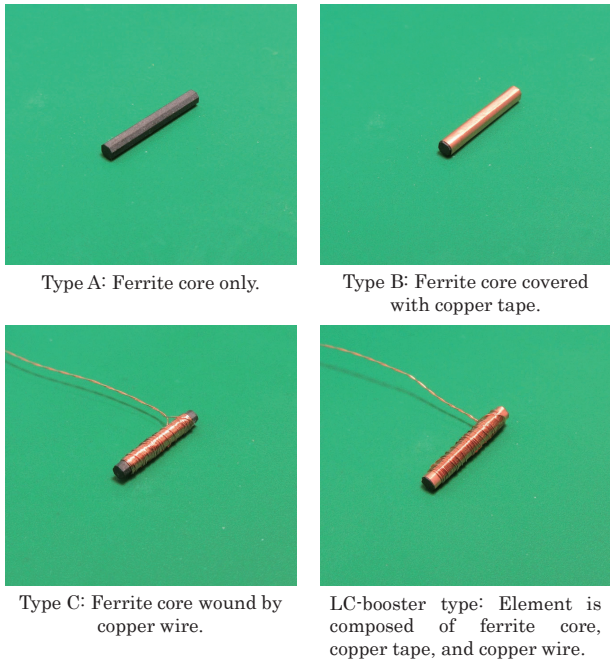 Type A: Ferrite core only.
Type B: Ferrite core covered
with copper tape.
Type C: Ferrite core wound by
copper wire.
LC-booster type: Element is
composed of ferrite core,
copper tape, and copper wire.